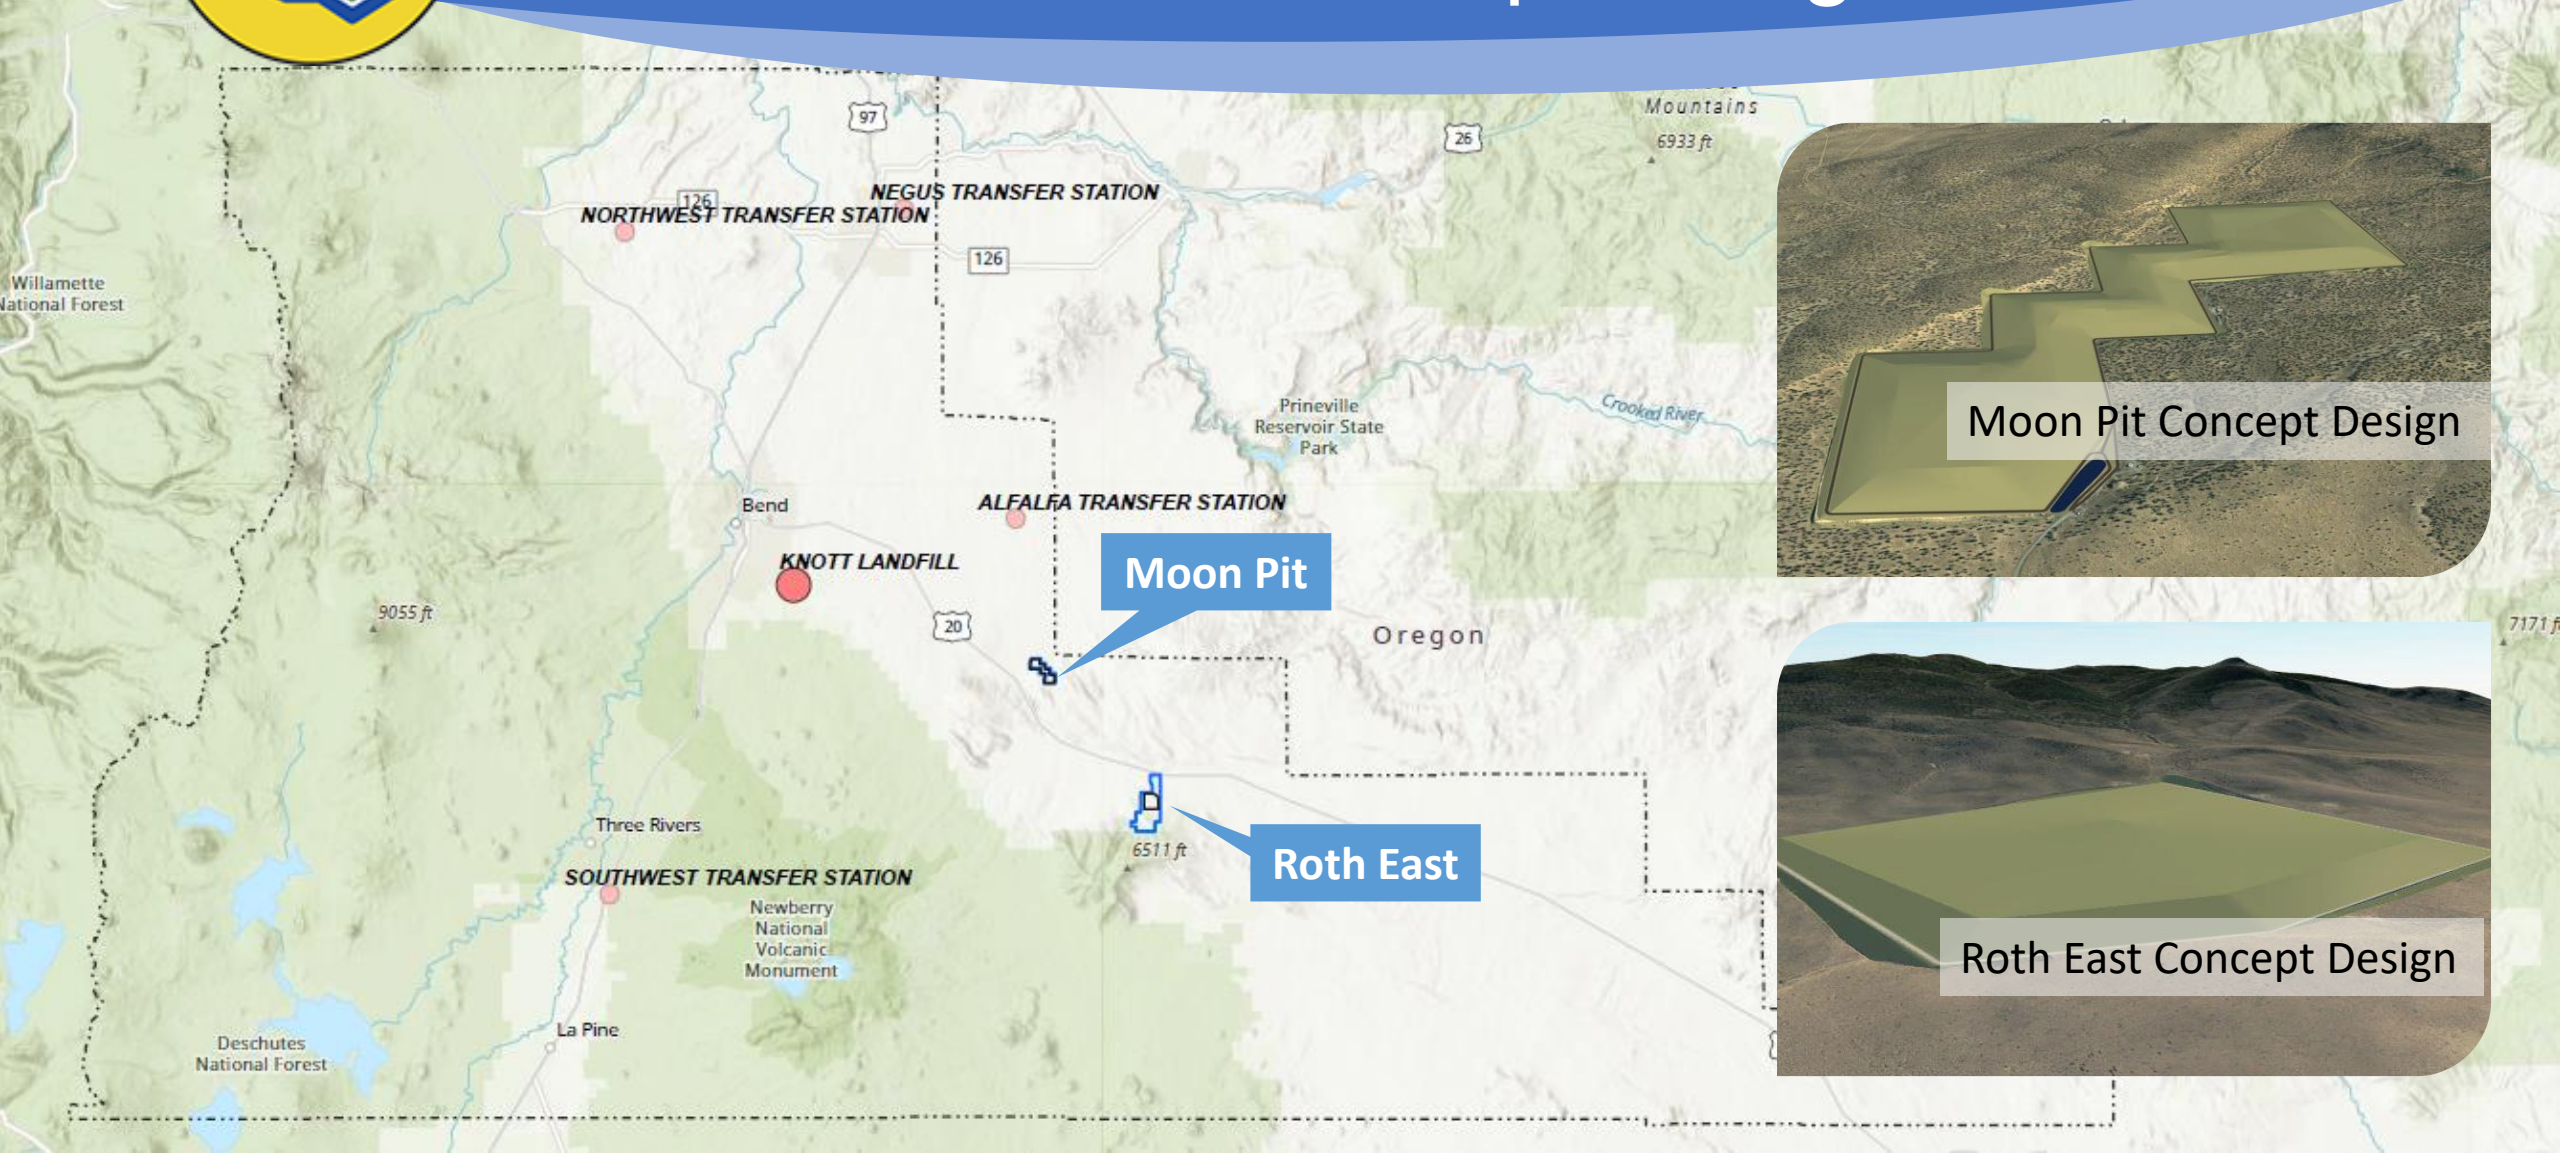 97
26
Mountains
6933 ft
NEGUS TRANSFER STATION
126
NORTHWEST TRANSFER STATION
126
Willamette
National Forest
Prineville
Reservoir State
Park
Crooked River
Moon Pit Concept Design
Bend
ALFALFA TRANSFER STATION
KNOTT LANDFILL
Moon Pit
9055 ft
20
Oregon
7171 ft
Three Rivers
6511 ft
Roth East
SOUTHWEST TRANSFER STATION
Newberry
National
Volcanic
Monument
Roth East Concept Design
La Pine
Deschutes
National Forest